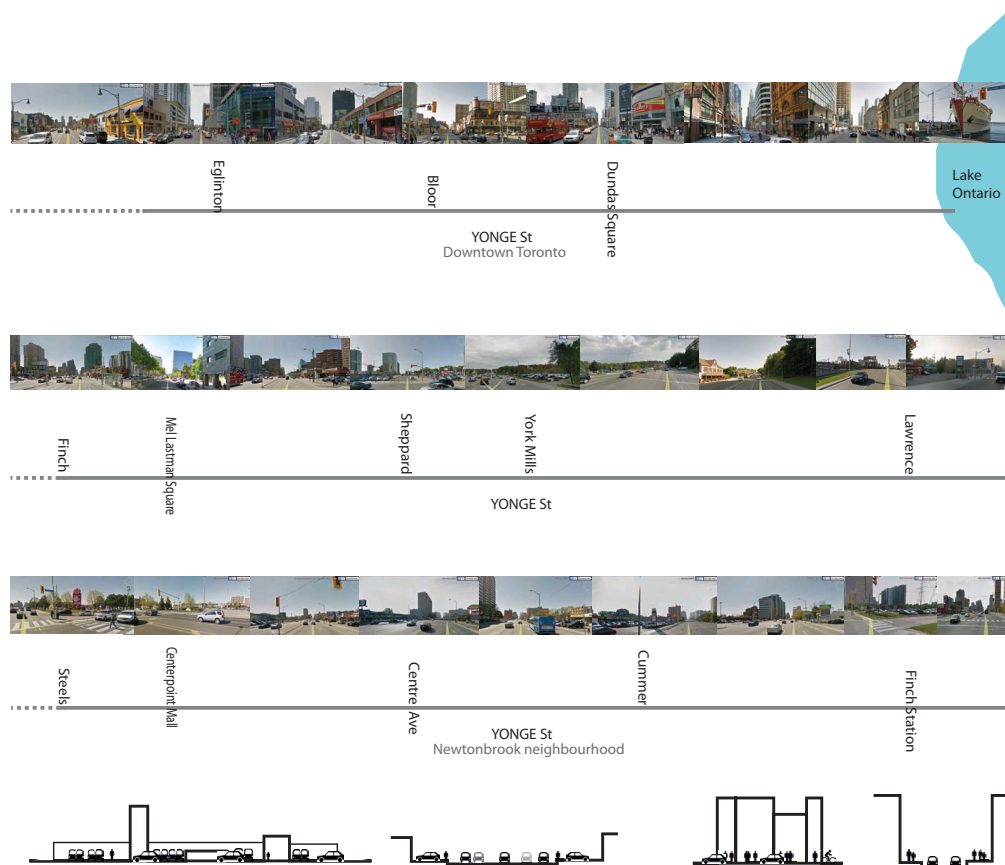 Eglinton
Bloor
Dundas Square
Lake
Ontario
YONGE St
Downtown Toronto
Finch
Mel Lastman Square
Sheppard
York Mills
Lawrence
YONGE St
Steels
Centerpoint Mall
Centre Ave
Cummer
Finch Station
YONGE St
Newtonbrook neighbourhood